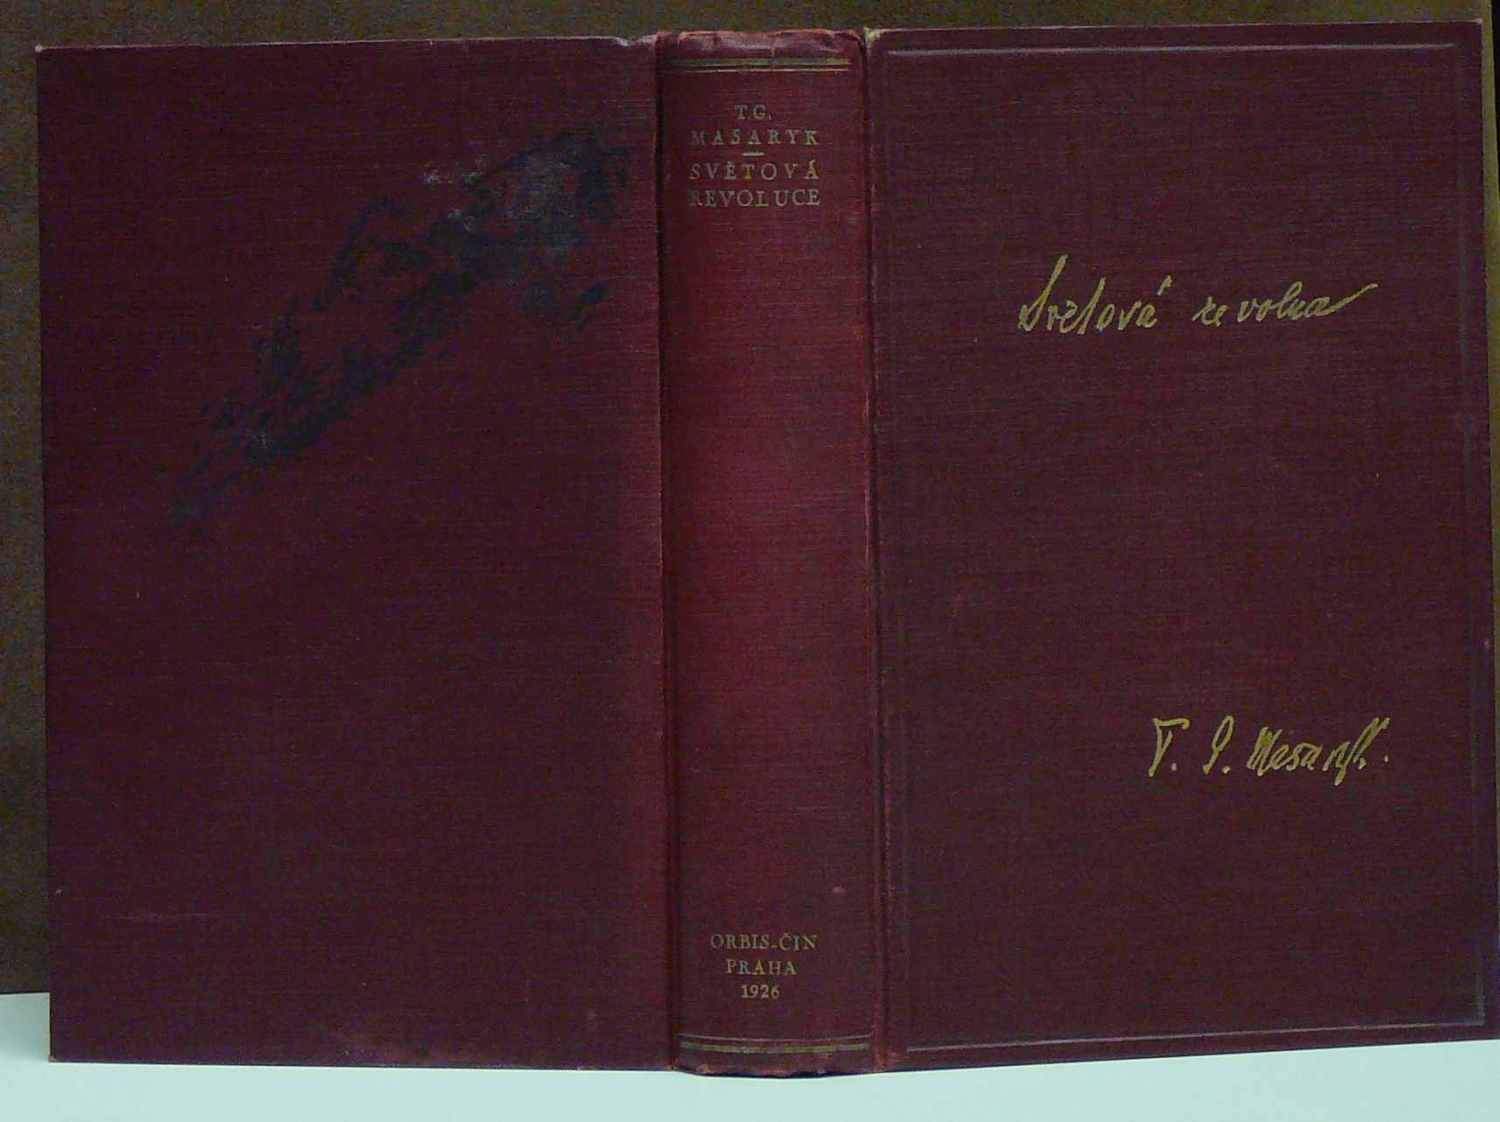 T.G.
MASARYK
SVĚTOVÁ
REVOLUCE
ORBIS-ČIN
PRAHA
1926
Světová revoluce
T. G. Masaryk.